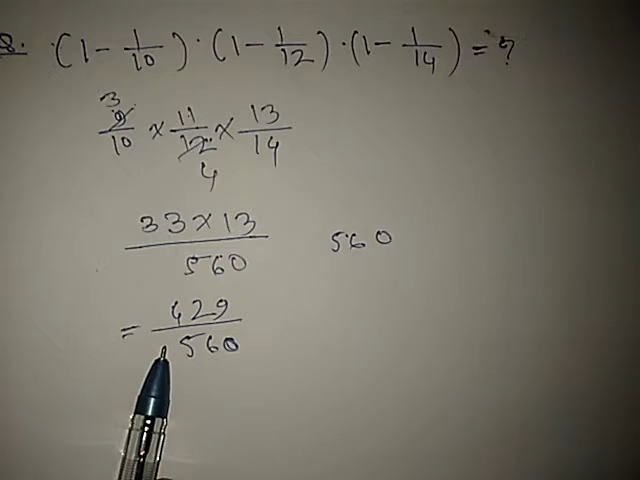 8. (1 - 1/10) · (1 - 1/12) · (1 - 1/14) = ?
3
9/10 × 11/12 × 13/14
4
33×13/560 560
= 429/560